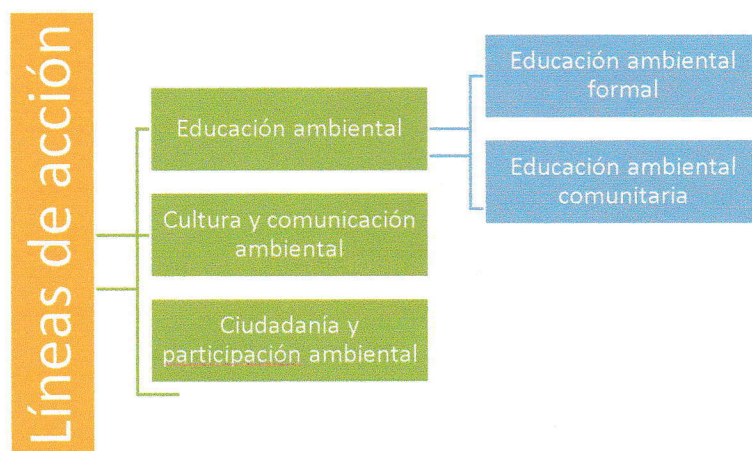 Líneas de acción
Educación ambiental
Cultura y comunicación
ambiental
Ciudadanía y
participación ambiental
Educación ambiental
formal
Educación ambiental
comunitaria